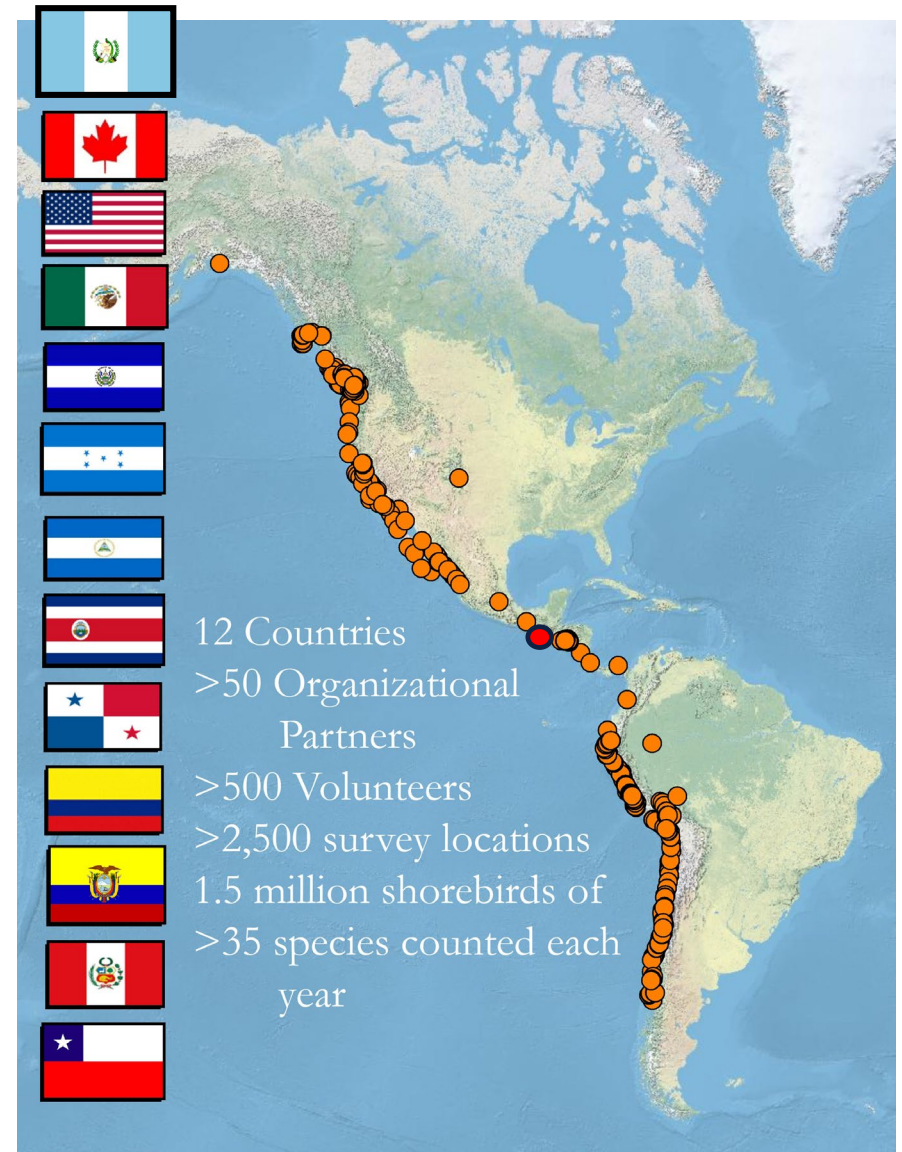 12 Countries
>50 Organizational
Partners
>500 Volunteers
>2,500 survey locations
1.5 million shorebirds of
>35 species counted each
year